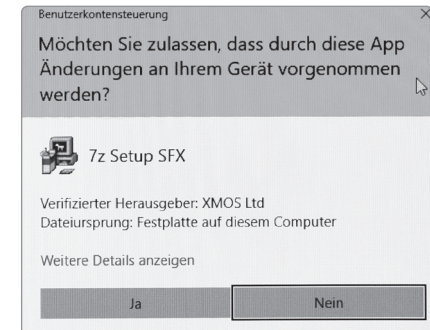 Benutzerkontensteuerung
Möchten Sie zulassen, dass durch diese App
Änderungen an Ihrem Gerät vorgenommen
werden?
7z Setup SFX
Verifizierter Herausgeber: XMOS Ltd
Dateiursprung: Festplatte auf diesem Computer
Weitere Details anzeigen
Ja
Nein